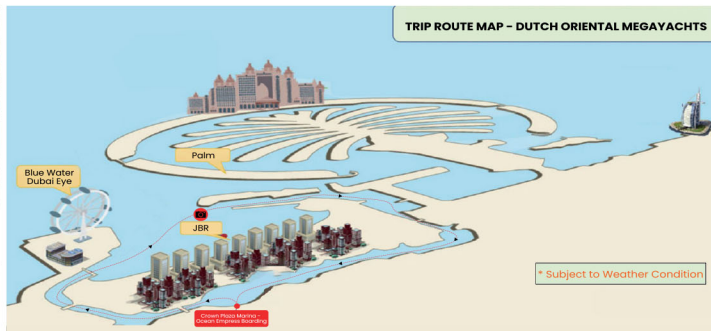 TRIP ROUTE MAP - DUTCH ORIENTAL MEGAYACHTS
Palm
Blue Water
Dubai Eye
JBR
* Subject to Weather Condition
Crown Plaza Marina -
Ocean Empress Boarding